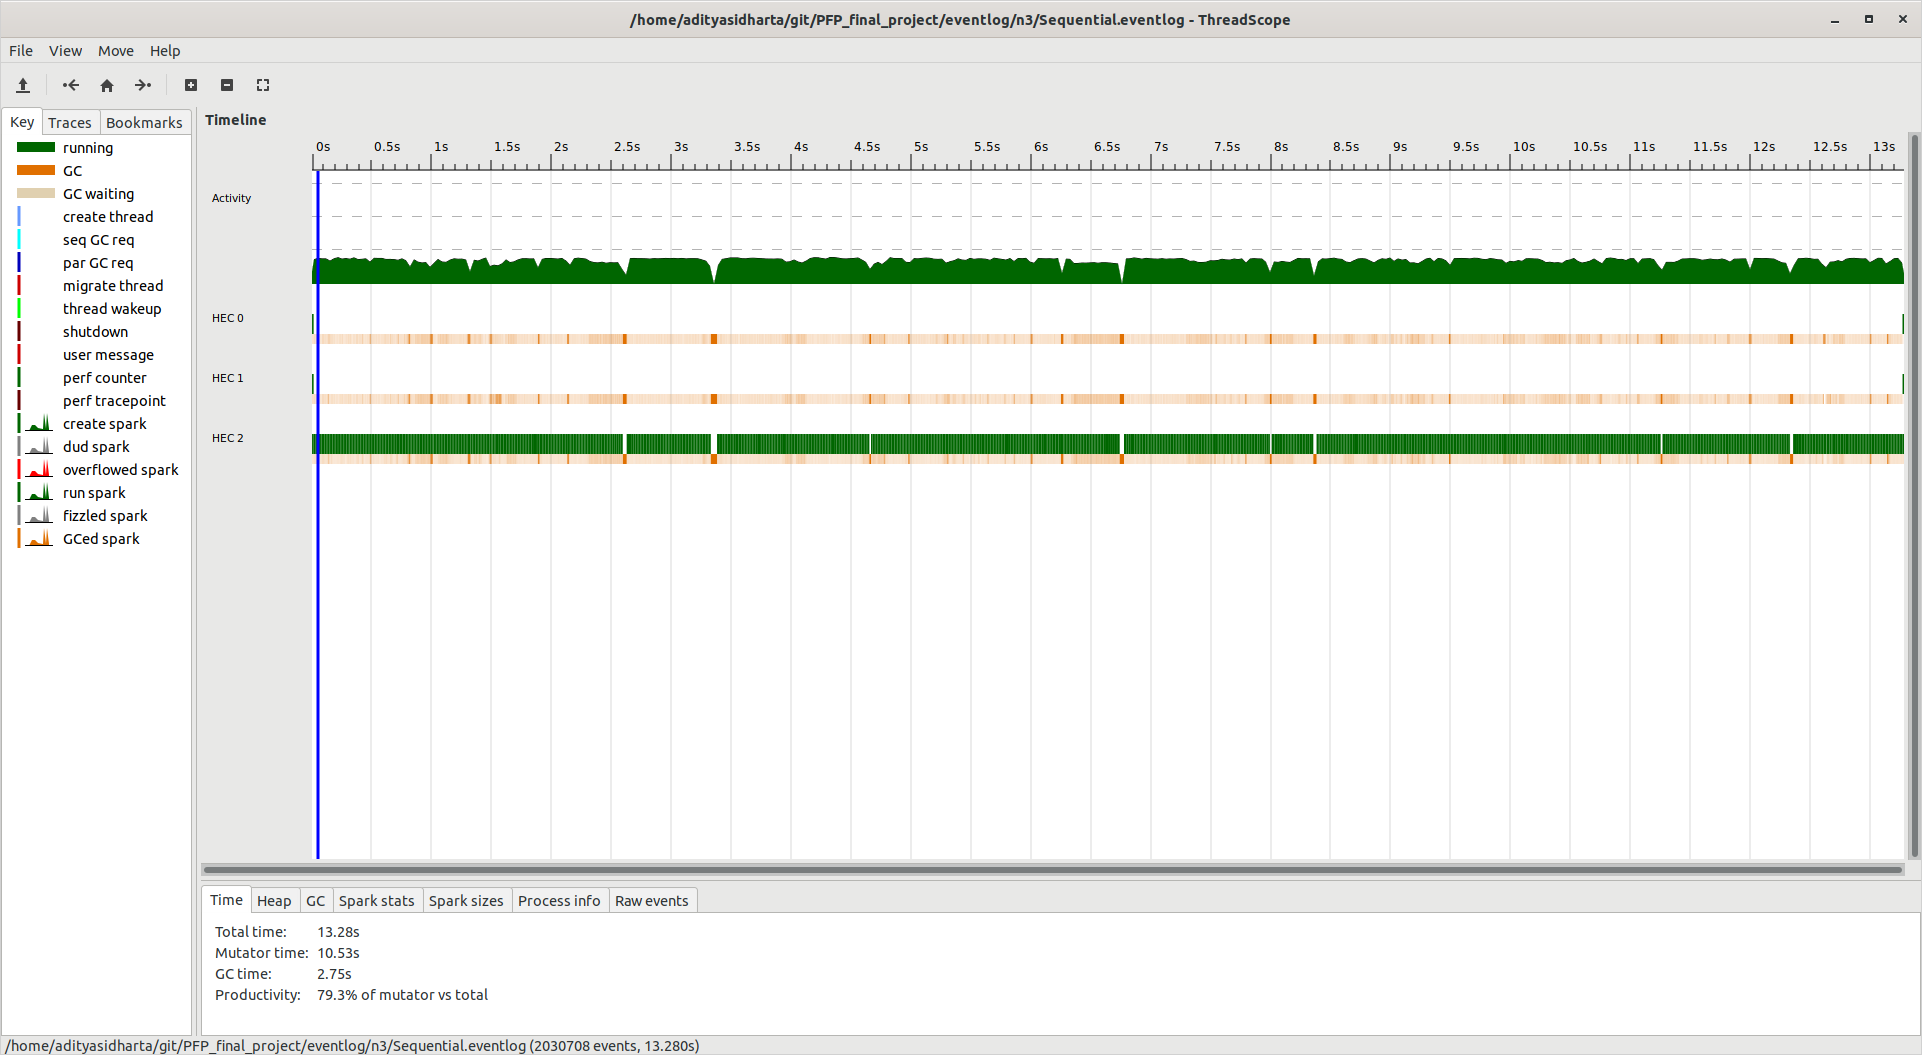 /home/adityasidharta/git/PFP_final_project/eventlog/n3/Sequential.eventlog - ThreadScope
File View Move Help
Key Traces Bookmarks
running
GC
GC waiting
create thread
seq GC req
par GC req
migrate thread
thread wakeup
shutdown
user message
perf counter
perf tracepoint
create spark
dud spark
overflowed spark
run spark
fizzled spark
GCed spark
Timeline
0s 0.5s 1s 1.5s 2s 2.5s 3s 3.5s 4s 4.5s 5s 5.5s 6s 6.5s 7s 7.5s 8s 8.5s 9s 9.5s 10s 10.5s 11s 11.5s 12s 12.5s 13s
Activity
HEC 0
HEC 1
HEC 2
Time Heap GC Spark stats Spark sizes Process info Raw events
Total time: 13.28s
Mutator time: 10.53s
GC time: 2.75s
Productivity: 79.3% of mutator vs total
/home/adityasidharta/git/PFP_final_project/eventlog/n3/Sequential.eventlog (2030708 events, 13.280s)